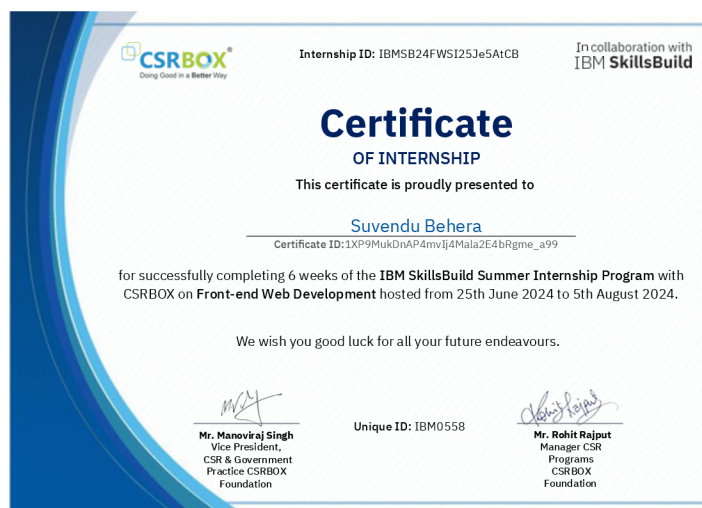 CSRBOX®
Doing Good in a Better Way
Internship ID: IBMSB24FWSI25Je5AtCB
In collaboration with
IBM SkillsBuild
Certificate
OF INTERNSHIP
This certificate is proudly presented to
Suvendu Behera
Certificate ID:1XP9MukDnAP4mvIj4Mala2E4bRgme_a99
for successfully completing 6 weeks of the IBM SkillsBuild Summer Internship Program with
CSRBOX on Front-end Web Development hosted from 25th June 2024 to 5th August 2024.
We wish you good luck for all your future endeavours.
Mr. Manoviraj Singh
Vice President,
CSR & Government
Practice CSRBOX
Foundation
Unique ID: IBM0558
Rohit Rajput
Mr. Rohit Rajput
Manager CSR
Programs
CSRBOX
Foundation